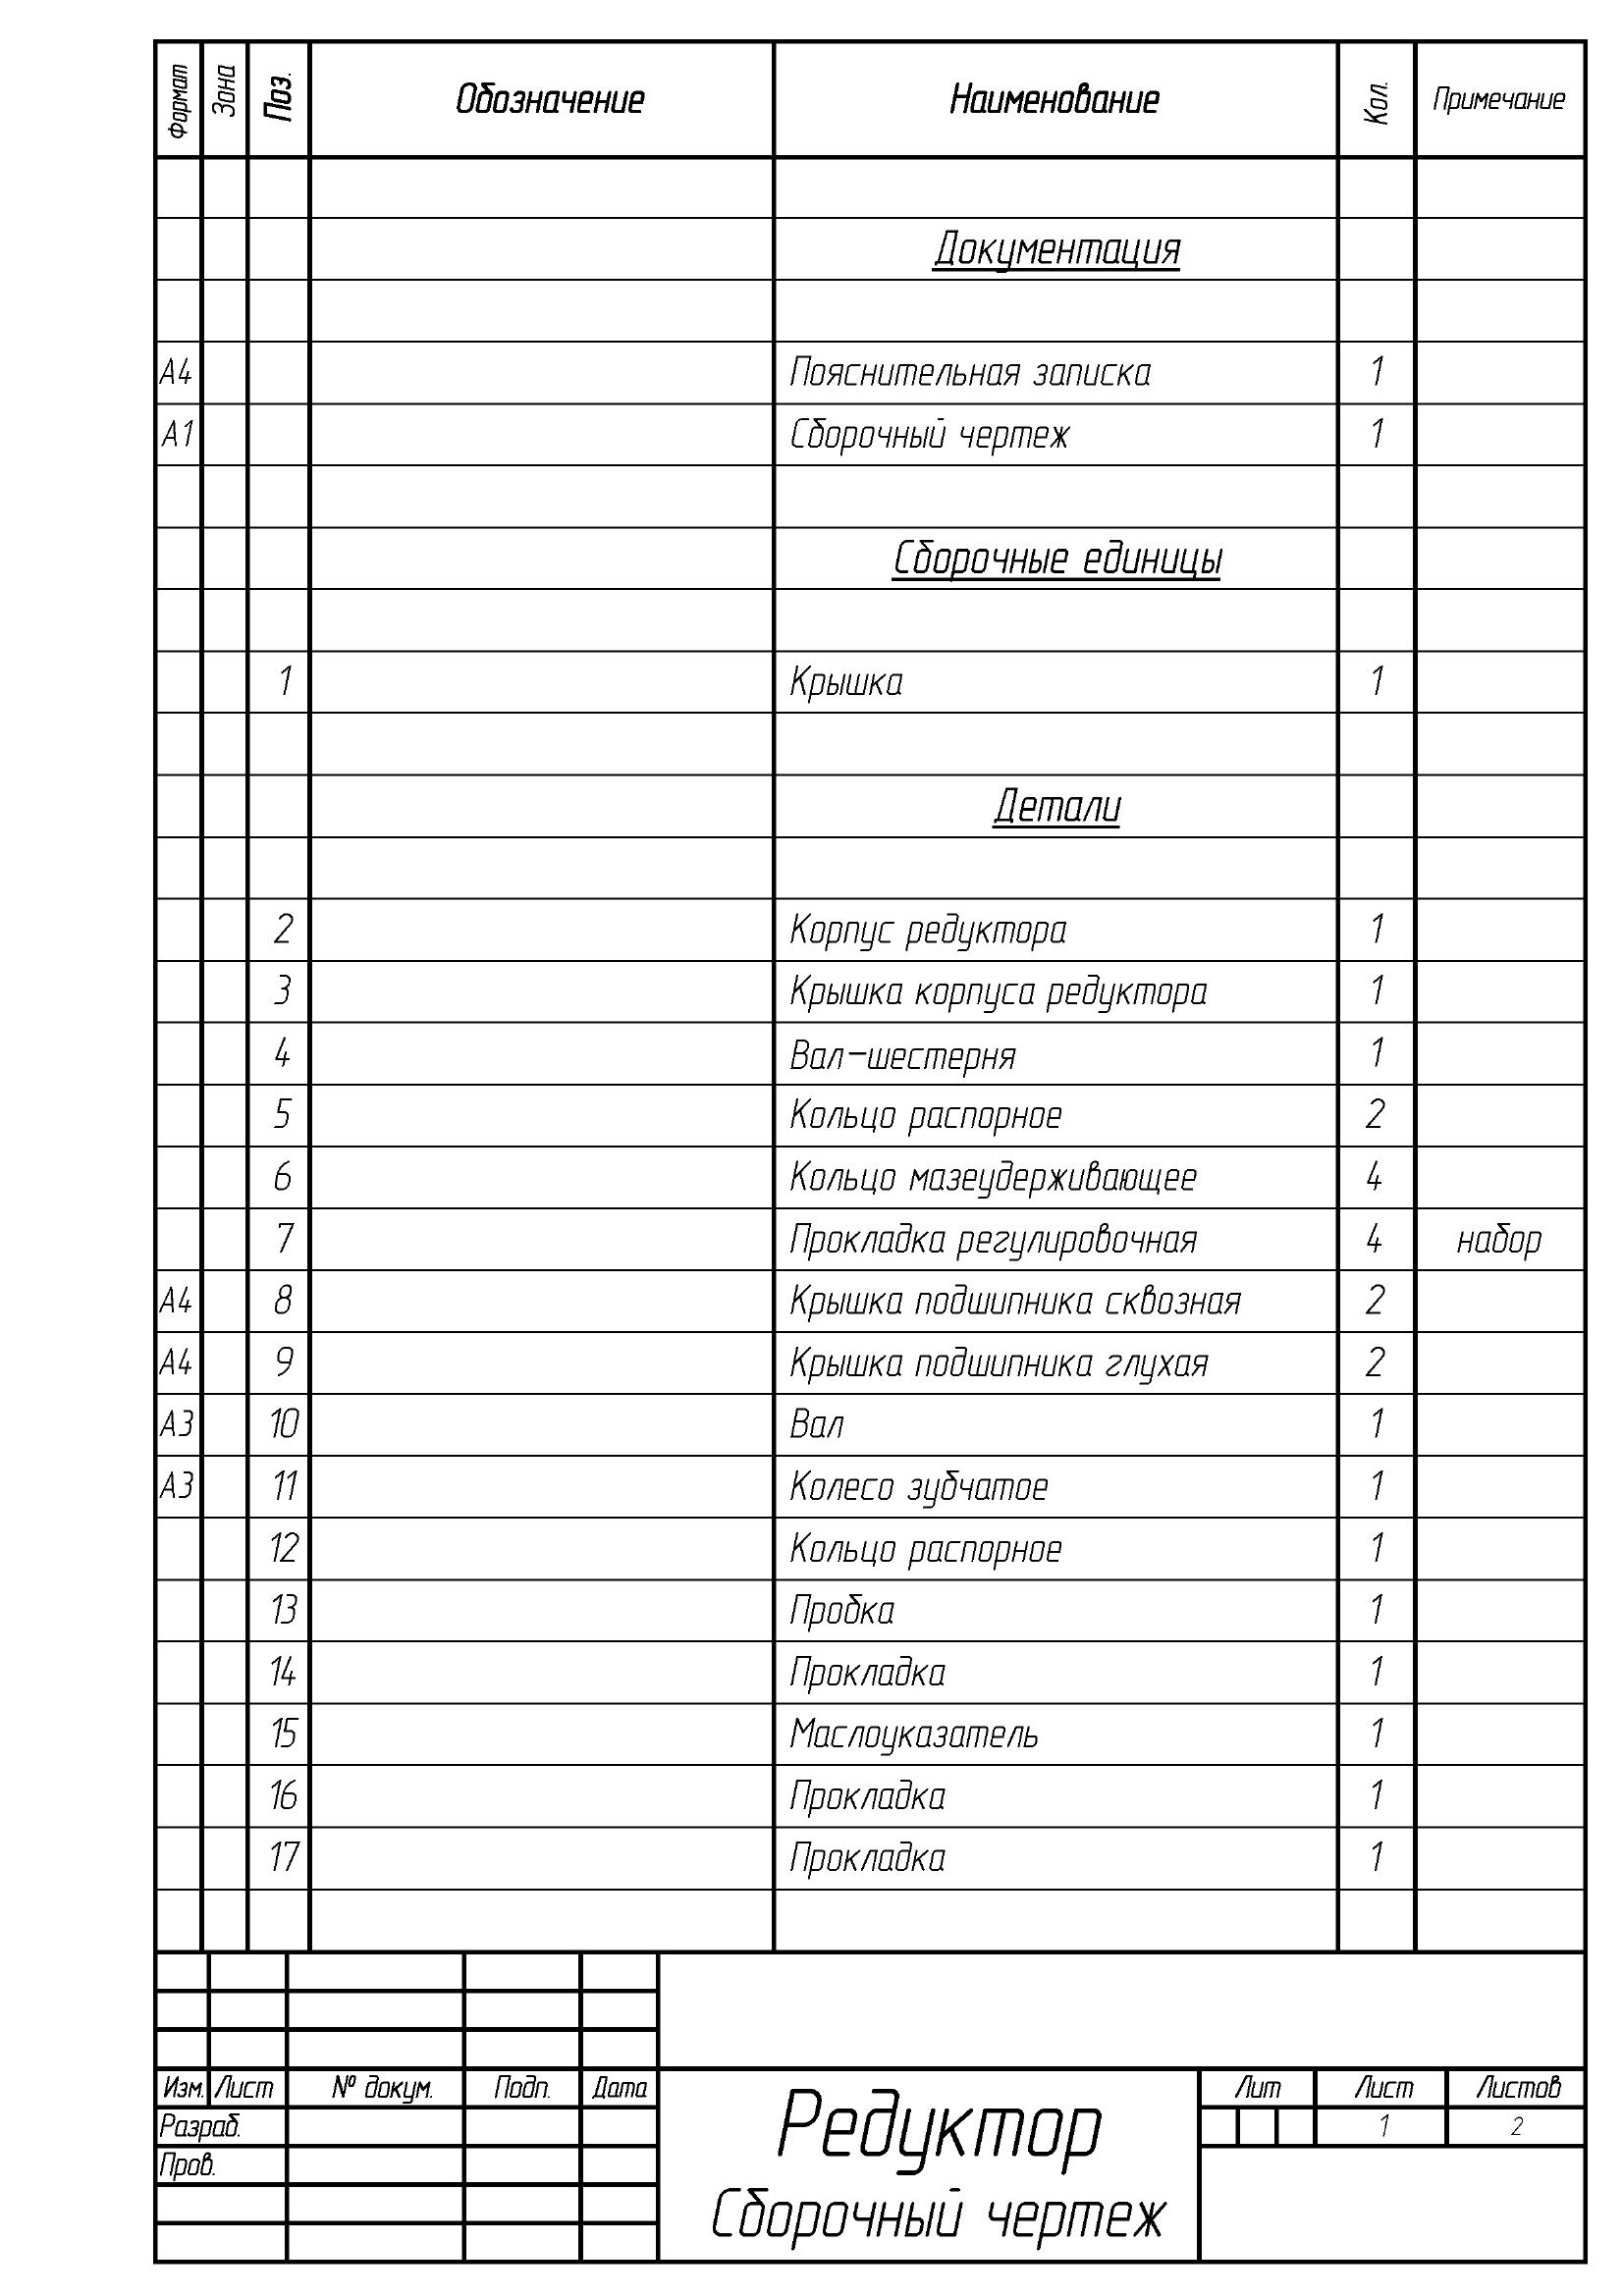 Формат Зона Поз. Обозначение Наименование Кол. Примечание
Документация
А4 Пояснительная записка 1
А1 Сборочный чертеж 1
Сборочные единицы
1 Крышка 1
Детали
2 Корпус редуктора 1
3 Крышка корпуса редуктора 1
4 Вал-шестерня 1
5 Кольцо распорное 2
6 Кольцо мазеудерживающее 4
7 Прокладка регулировочная 4 набор
А4 8 Крышка подшипника сквозная 2
А4 9 Крышка подшипника глухая 2
А3 10 Вал 1
А3 11 Колесо зубчатое 1
12 Кольцо распорное 1
13 Пробка 1
14 Прокладка 1
15 Маслоуказатель 1
16 Прокладка 1
17 Прокладка 1
Изм. Лист № докум. Подп. Дата
Разраб.
Пров.
Редуктор
Сборочный чертеж
Лит Лист Листов
1 2